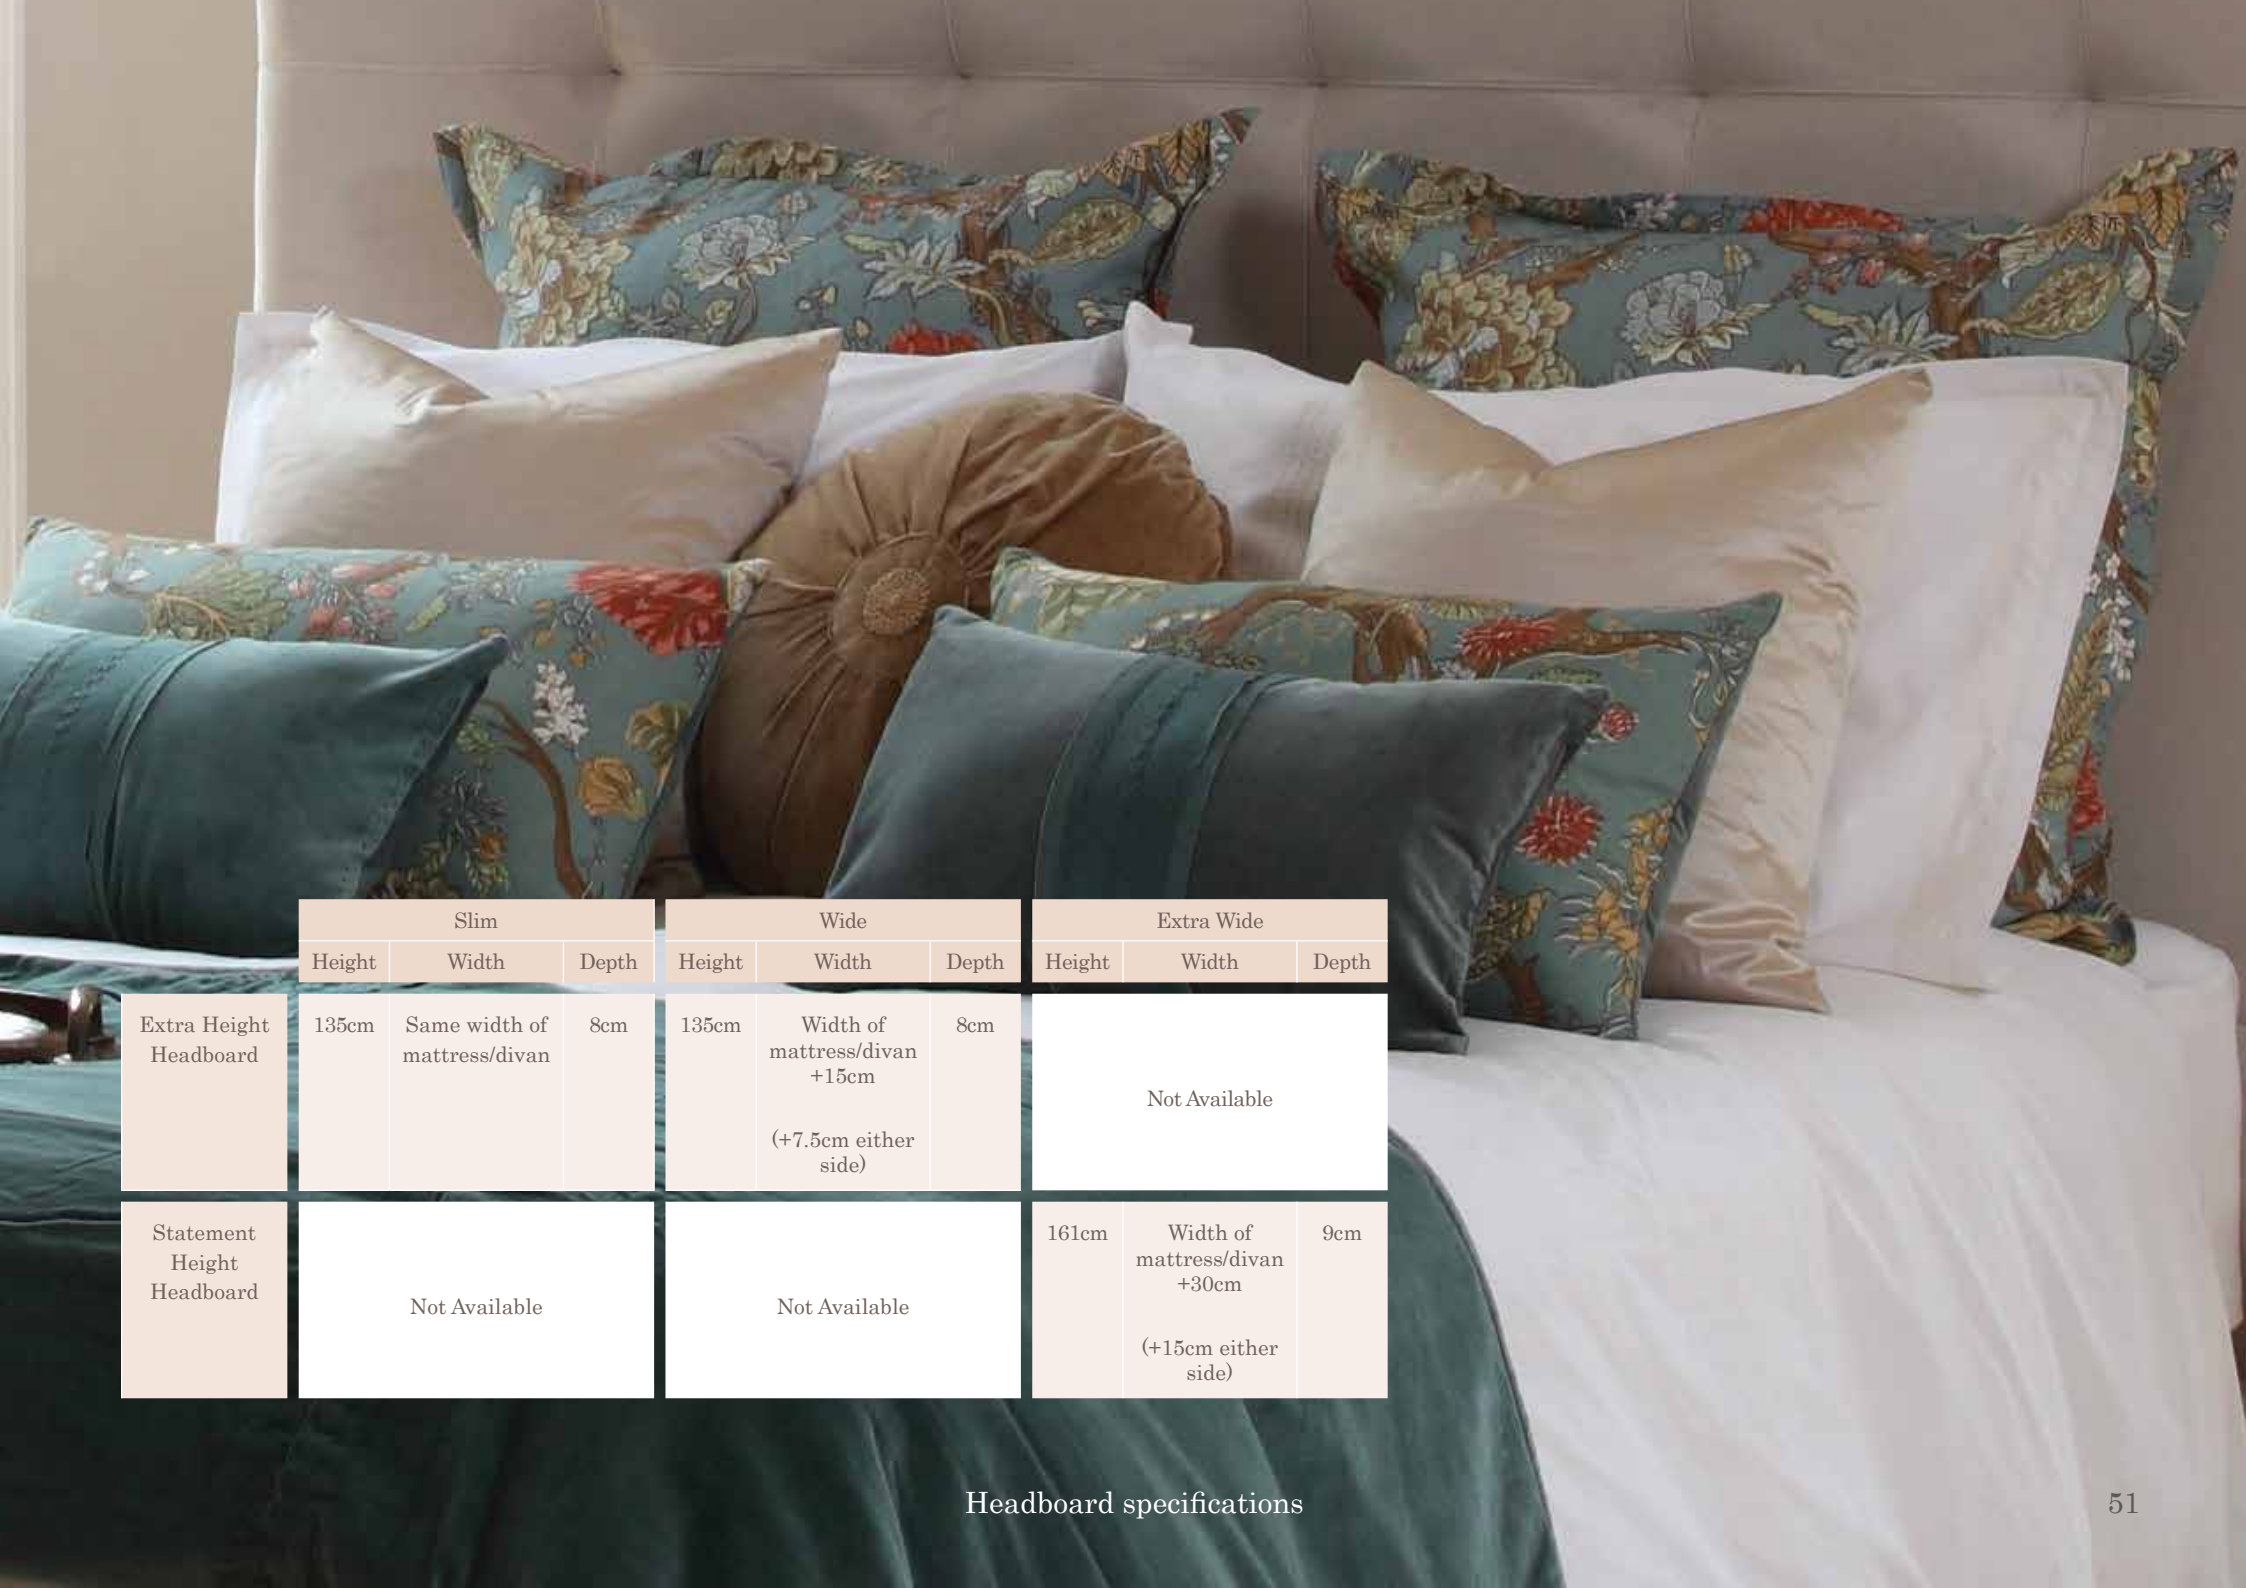 Slim
Wide
Extra Wide
Height Width Depth Height Width Depth Height Width Depth
Extra Height
Headboard
135cm
Same width of
mattress/divan
8cm
135cm
Width of
mattress/divan
+15cm
(+7.5cm either
side)
8cm
Not Available
Statement
Height
Headboard
Not Available
Not Available
161cm
Width of
mattress/divan
+30cm
(+15cm either
side)
9cm
Headboard specifications
51